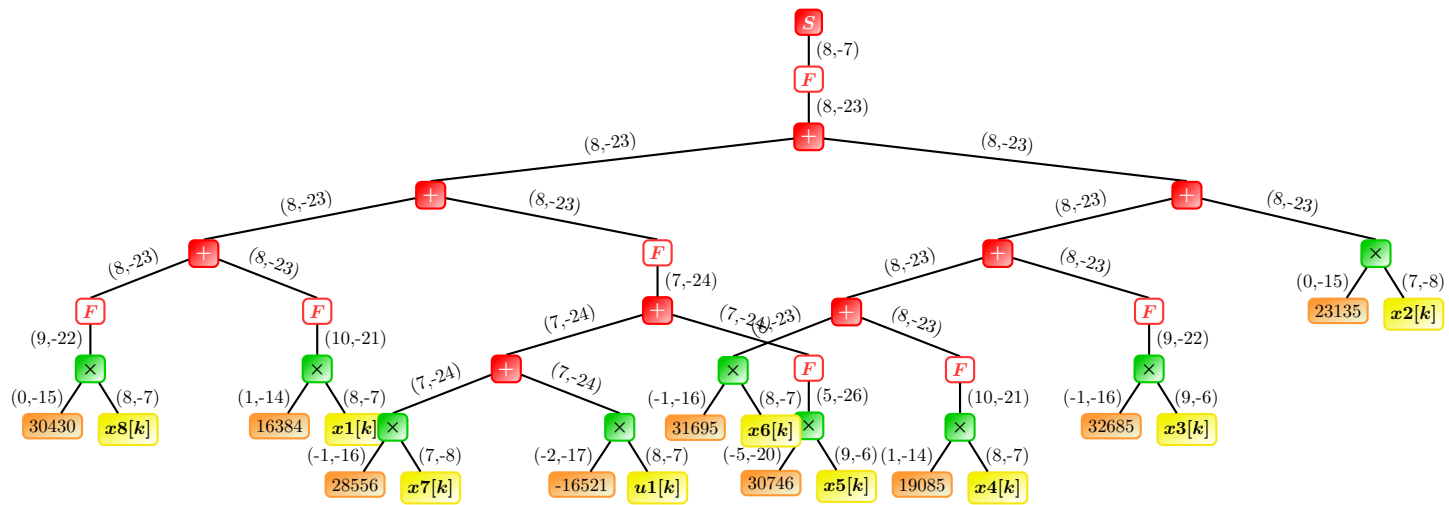 S
(8,-7)
F
(8,-23)
+
(8,-23) (8,-23)
+ +
(8,-23) (8,-23) (8,-23) (8,-23)
+ F + ×
(8,-23) (8,-23) (7,-24) (8,-23) (8,-23) (0,-15) (7,-8)
F F + + F 23135 x2[k]
(9,-22) (10,-21) (7,-24) (7,-24) (8,-23) (8,-23) (9,-22)
× × + × F F ×
(0,-15) (8,-7) (1,-14) (8,-7) (7,-24) (7,-24) (-1,-16) (8,-7) (5,-26) (10,-21) (-1,-16) (9,-6)
30430 x8[k] 16384 x1[k] × × 31695 x6[k] × × 32685 x3[k]
(-1,-16) (7,-8) (-2,-17) (8,-7) (-5,-20) (9,-6) (1,-14) (8,-7)
28556 x7[k] -16521 u1[k] 30746 x5[k] 19085 x4[k]